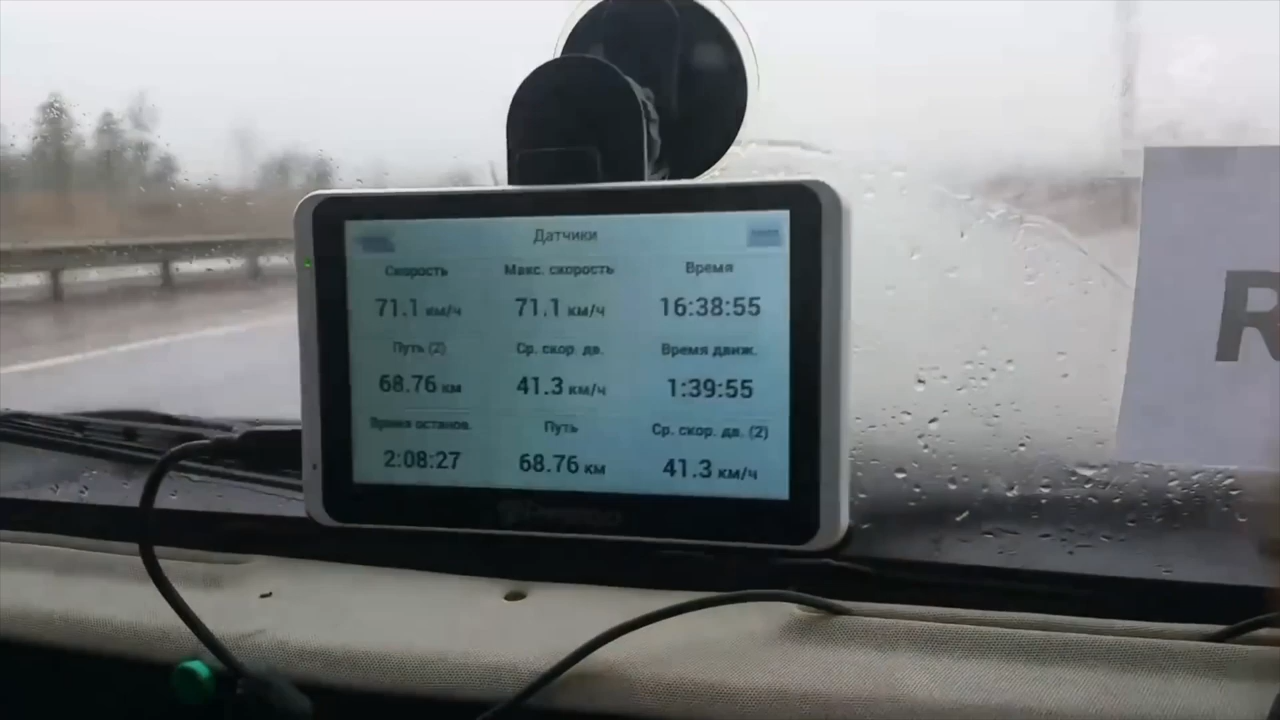 Датчики
Скорость Макс. скорость Время
71.1 км/ч 71.1 км/ч 16:38:55
Путь (2) Ср. скор. дв. Время движ.
68.76 км 41.3 км/ч 1:39:55
Время останов. Путь Ср. скор. дв. (2)
2:08:27 68.76 км 41.3 км/ч
R